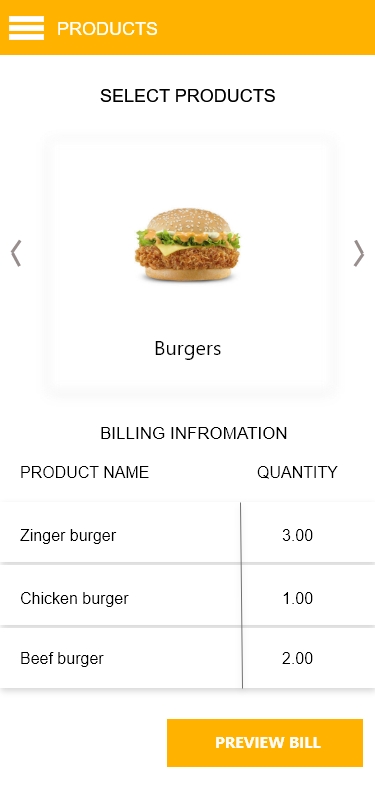 PRODUCTS
SELECT PRODUCTS
Burgers
BILLING INFROMATION
PRODUCT NAME QUANTITY
Zinger burger 3.00
Chicken burger 1.00
Beef burger 2.00
PREVIEW BILL